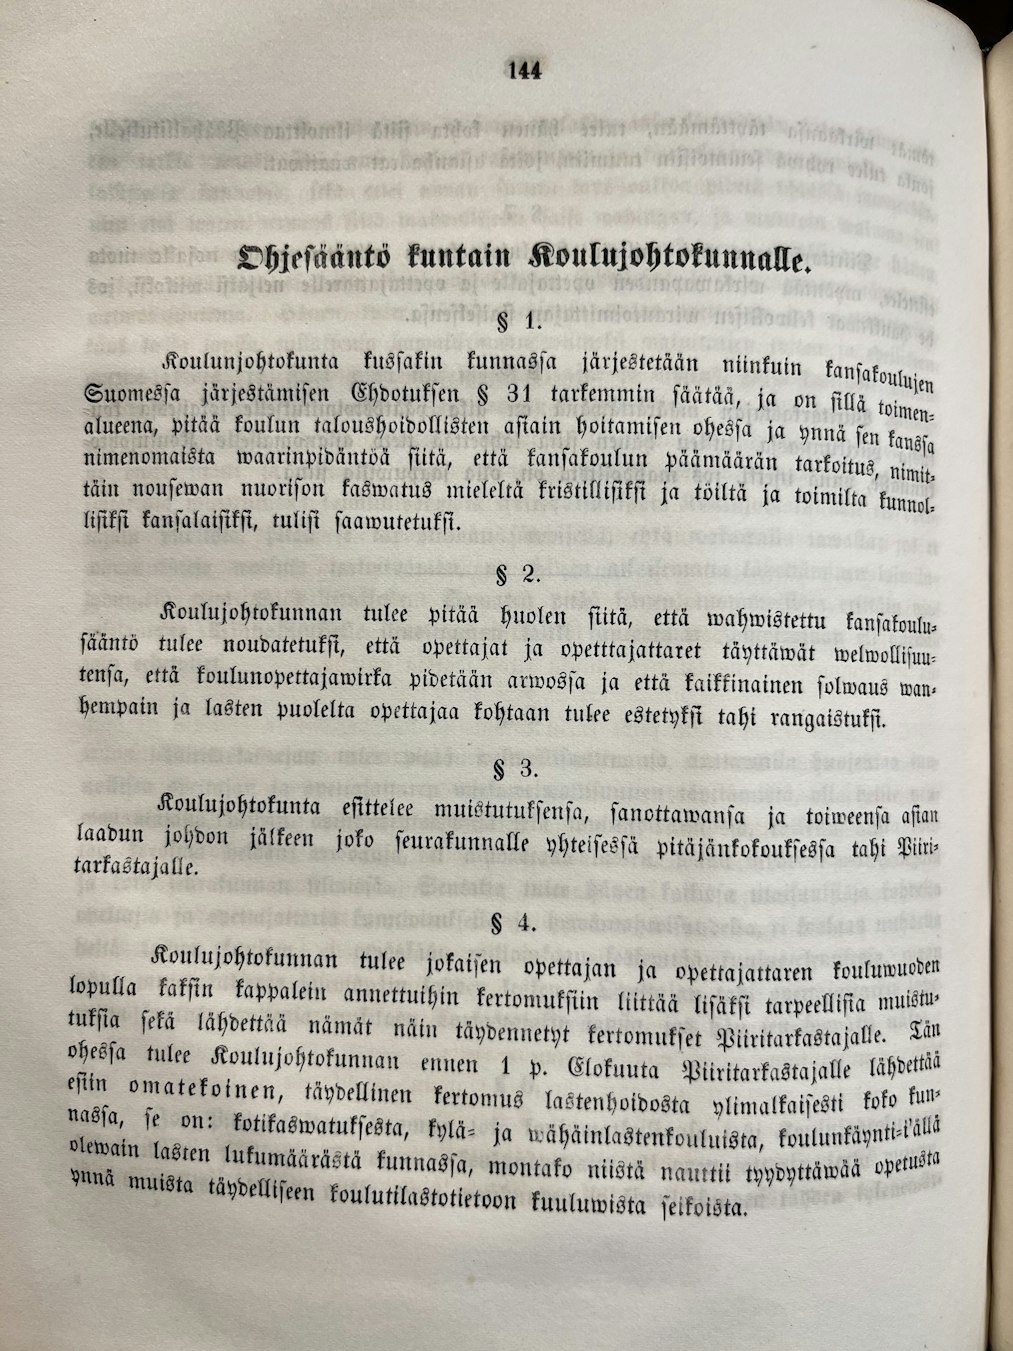 144
Ohjesääntö kuntain Koulujohtokunnalle.
§ 1.
Koulunjohtokunta kussakin kunnassa järjestetään niinkuin kansakoulujen
Suomessa järjestämisen Ehdotuksen § 31 tarkemmin säätää, ja on sillä toimen-
alueena, pitää koulun taloushoidollisten asiain hoitamisen ohessa ja ynnä sen kanssa
nimenomaista waarinpidäntöä siitä, että kansakoulun päämäärän tarkoitus, nimit-
täin nousewan nuorison kaswatus mieleltä kristillisiksi ja töiltä ja toimilta kunnol-
lisiksi kansalaisiksi, tulisi saawutetuksi.
§ 2.
Koulujohtokunnan tulee pitää huolen siitä, että wahwistettu kansakoulu-
sääntö tulee noudatetuksi, että opettajat ja opetttajattaret täyttäwät welwollisuu-
tensa, että koulunopettajawirka pidetään arwossa ja että kaikkinainen solwaus wan-
hempain ja lasten puolelta opettajaa kohtaan tulee estetyksi tahi rangaistuksi.
§ 3.
Koulujohtokunta esittelee muistutuksensa, sanottawansa ja toiweensa asian
laadun johdon jälkeen joko seurakunnalle yhteisessä pitäjänkokouksessa tahi Piiri-
tarkastajalle.
§ 4.
Koulujohtokunnan tulee jokaisen opettajan ja opettajattaren kouluwuoden
lopulla kaksin kappalein annettuihin kertomuksiin liittää lisäksi tarpeellisia muistu-
tuksia sekä lähdettää nämät näin täydennetyt kertomukset Piiritarkastajalle. Tän
ohessa tulee Koulujohtokunnan ennen 1 p. Elokuuta Piiritarkastajalle lähdettää
esiin omatekoinen, täydellinen kertomus lastenhoidosta ylimalkaisesti koko kun-
nassa, se on: kotikaswatuksesta, kylä- ja wähäinlastenkouluista, koulunkäynti-i'ällä
olewain lasten lukumäärästä kunnassa, montako niistä nauttii tyydyttäwää opetusta
ynnä muista täydelliseen koulutilastotietoon kuuluwista seikoista.